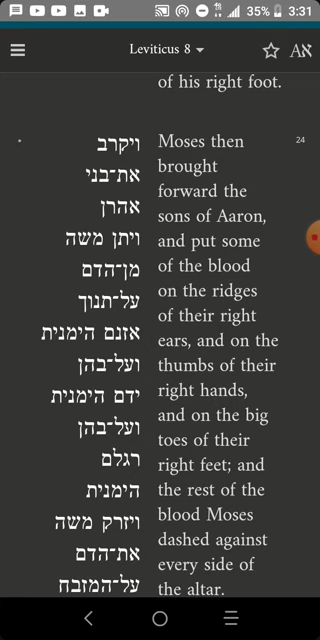 35% 3:31
Leviticus 8
of his right foot.
24
ויקרב
את־בני
אהרן
ויתן משה
מן־הדם
על־תנוך
אזנם הימנית
ועל־בהן
ידם הימנית
ועל־בהן
רגלם
הימנית
ויזרק משה
את־הדם
על־המזבח
Moses then
brought
forward the
sons of Aaron,
and put some
of the blood
on the ridges
of their right
ears, and on the
thumbs of their
right hands,
and on the big
toes of their
right feet; and
the rest of the
blood Moses
dashed against
every side of
the altar.